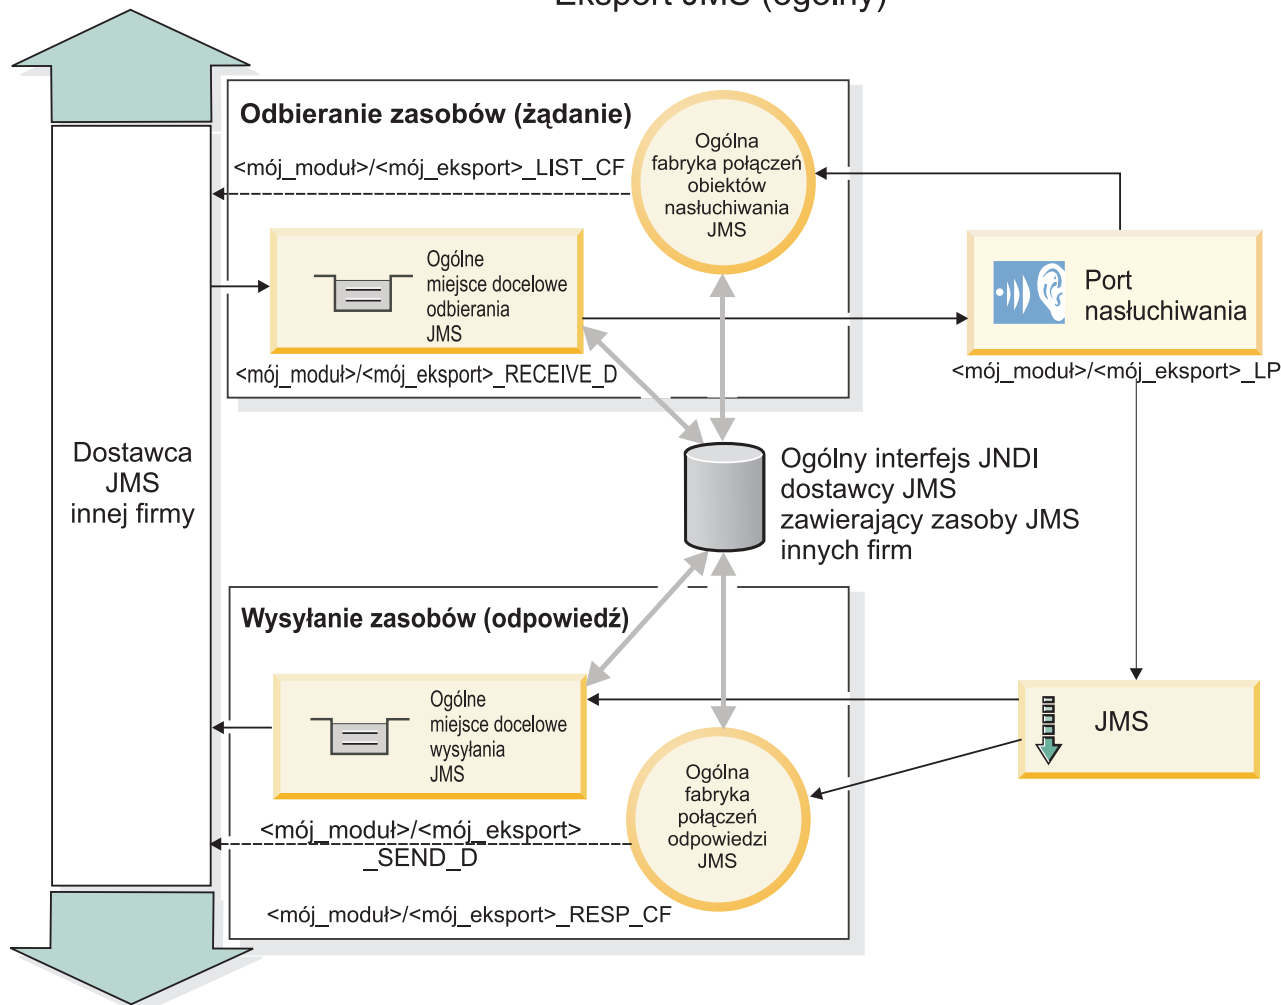 Eksport JMS (ogólny)
Odbieranie zasobów (żądanie)
<mój_moduł>/<mój_eksport>_LIST_CF
Ogólna
fabryka połączeń
obiektów
nasłuchiwania
JMS
Ogólne
miejsce docelowe
odbierania
JMS
<mój_moduł>/<mój_eksport>_RECEIVE_D
Port
nasłuchiwania
<mój_moduł>/<mój_eksport>_LP
Dostawca
JMS
innej firmy
Ogólny interfejs JNDI
dostawcy JMS
zawierający zasoby JMS
innych firm
Wysyłanie zasobów (odpowiedź)
Ogólne
miejsce docelowe
wysyłania
JMS
JMS
Ogólna
fabryka
połączeń
odpowiedzi
JMS
<mój_moduł>/<mój_eksport>
_SEND_D
<mój_moduł>/<mój_eksport>_RESP_CF